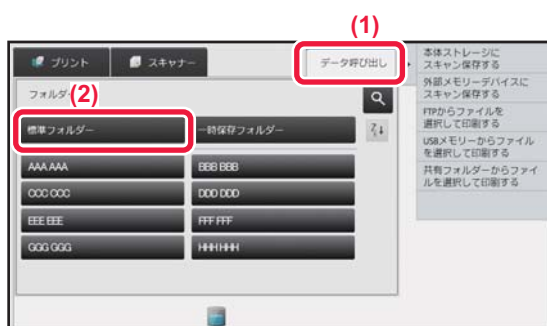 (1)
プリント
スキャナー
データ呼び出し
フォルダ
(2)
標準フォルダー
一時保存フォルダー
AAA AAA
BBB BBB
CCC CCC
DDD DDD
EEE EEE
FFF FFF
GGG GGG
HHH HHH
本体ストレージに
スキャン保存する
外部メモリーデバイスに
スキャン保存する
FTPからファイルを
選択して印刷する
USBメモリーからファイル
を選択して印刷する
共有フォルダーからファイ
ルを選択して印刷する